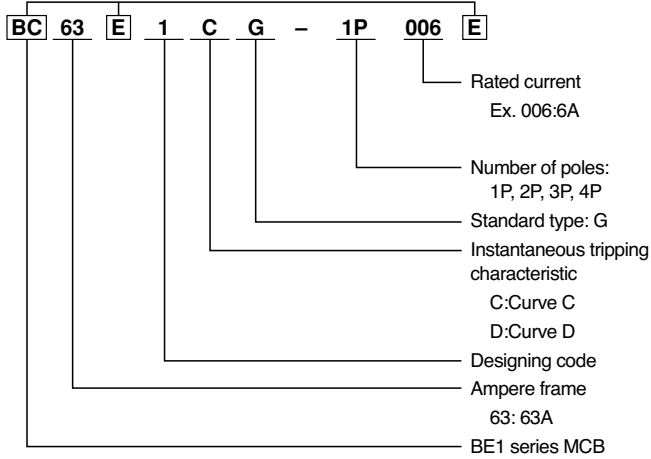 BC 63 E 1 C G – 1P 006 E
Rated current
Ex. 006:6A
Number of poles:
1P, 2P, 3P, 4P
Standard type: G
Instantaneous tripping
characteristic
C:Curve C
D:Curve D
Designing code
Ampere frame
63: 63A
BE1 series MCB